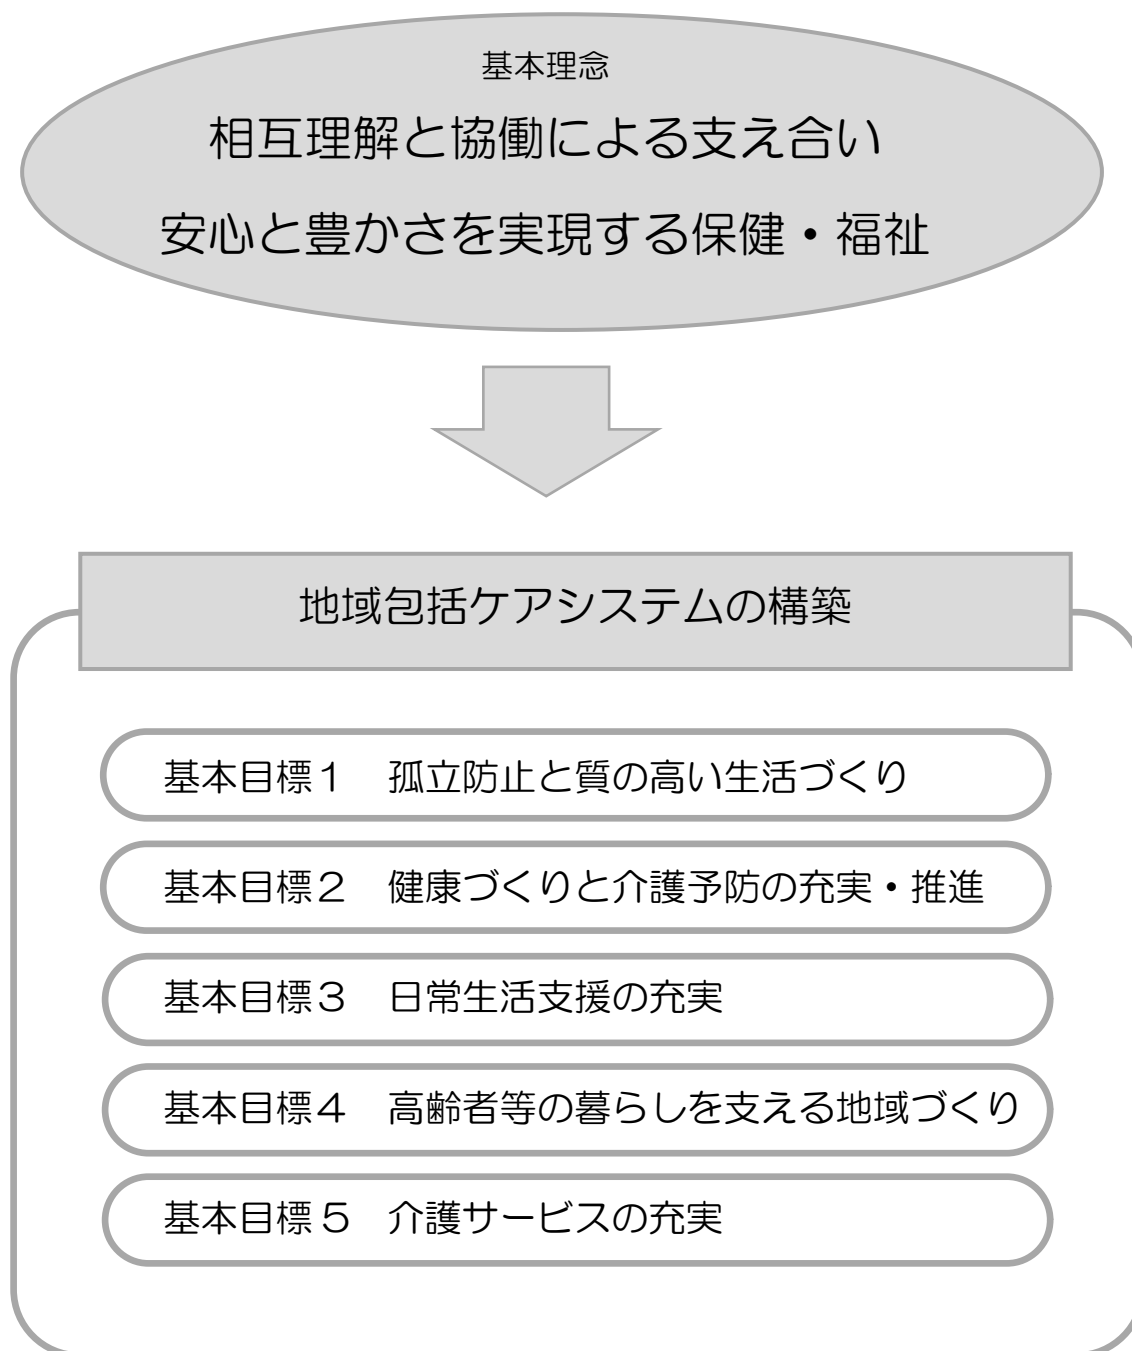 基本理念
相互理解と協働による支え合い
安心と豊かさを実現する保健・福祉
地域包括ケアシステムの構築
基本目標１　孤立防止と質の高い生活づくり
基本目標２　健康づくりと介護予防の充実・推進
基本目標３　日常生活支援の充実
基本目標４　高齢者等の暮らしを支える地域づくり
基本目標５　介護サービスの充実